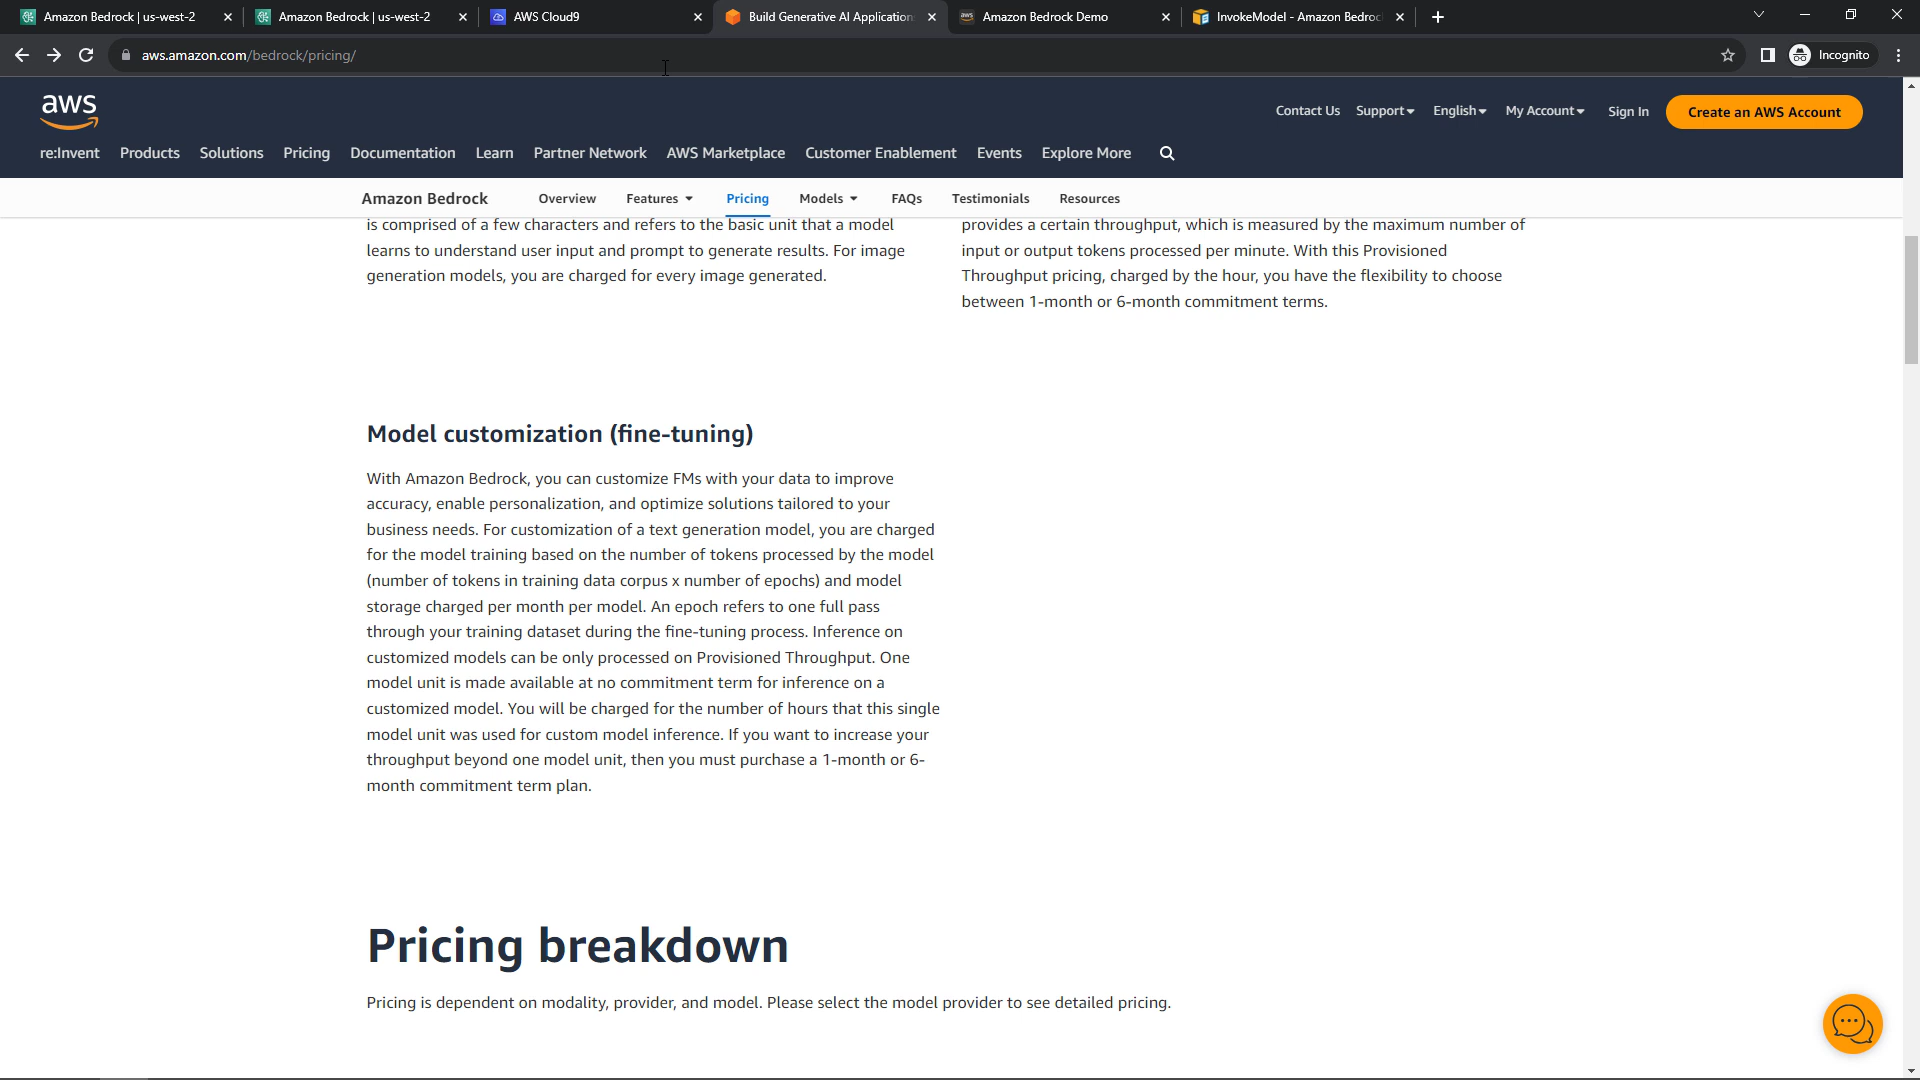 Amazon Bedrock | us-west-2
Amazon Bedrock | us-west-2
AWS Cloud9
Build Generative AI Application
Amazon Bedrock Demo
InvokeModel - Amazon Bedroc
aws.amazon.com/bedrock/pricing/
Incognito
aws
Contact Us
Support
English
My Account
Sign In
Create an AWS Account
re:Invent
Products
Solutions
Pricing
Documentation
Learn
Partner Network
AWS Marketplace
Customer Enablement
Events
Explore More
Amazon Bedrock
Overview
Features
Pricing
Models
FAQs
Testimonials
Resources
is comprised of a few characters and refers to the basic unit that a model
learns to understand user input and prompt to generate results. For image
generation models, you are charged for every image generated.
provides a certain throughput, which is measured by the maximum number of
input or output tokens processed per minute. With this Provisioned
Throughput pricing, charged by the hour, you have the flexibility to choose
between 1-month or 6-month commitment terms.
Model customization (fine-tuning)
With Amazon Bedrock, you can customize FMs with your data to improve
accuracy, enable personalization, and optimize solutions tailored to your
business needs. For customization of a text generation model, you are charged
for the model training based on the number of tokens processed by the model
(number of tokens in training data corpus x number of epochs) and model
storage charged per month per model. An epoch refers to one full pass
through your training dataset during the fine-tuning process. Inference on
customized models can be only processed on Provisioned Throughput. One
model unit is made available at no commitment term for inference on a
customized model. You will be charged for the number of hours that this single
model unit was used for custom model inference. If you want to increase your
throughput beyond one model unit, then you must purchase a 1-month or 6-
month commitment term plan.
Pricing breakdown
Pricing is dependent on modality, provider, and model. Please select the model provider to see detailed pricing.